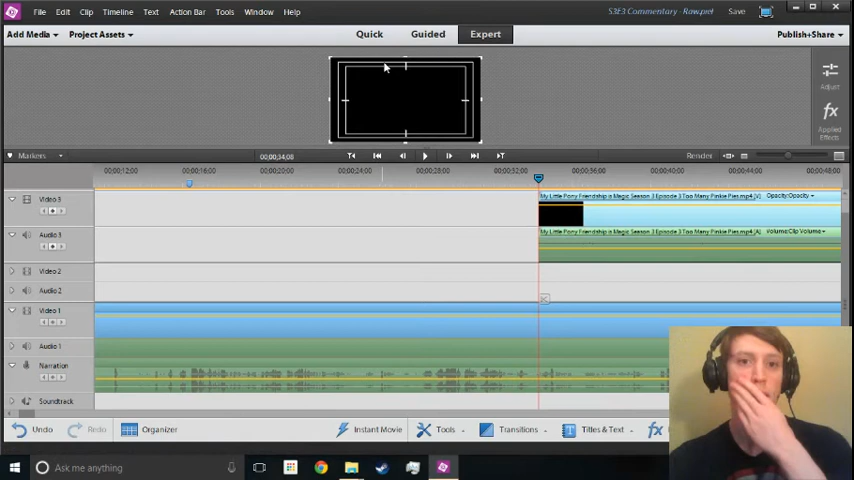 File Edit Clip Timeline Text Action Bar Tools Window Help S3E3 Commentary - Raw.prel Save
Add Media Project Assets Quick Guided Expert Publish+Share
Adjust
Applied
Effects
Markers 00;00;34;08 Render
00;00;12;00 00;00;16;00 00;00;20;00 00;00;24;00 00;00;28;00 00;00;32;00 00;00;36;00 00;00;40;00 00;00;44;00 00;00;48;00
Video 3 My Little Pony Friendship is Magic Season 3 Episode 3 Too Many Pinkie Pies.mp4 [V] Opacity:Opacity
Audio 3 My Little Pony Friendship is Magic Season 3 Episode 3 Too Many Pinkie Pies.mp4 [A] Volume:Clip Volume
Video 2
Audio 2
Video 1
Audio 1
Narration
Soundtrack
Undo Redo Organizer Instant Movie Tools Transitions Titles & Text fx
Ask me anything